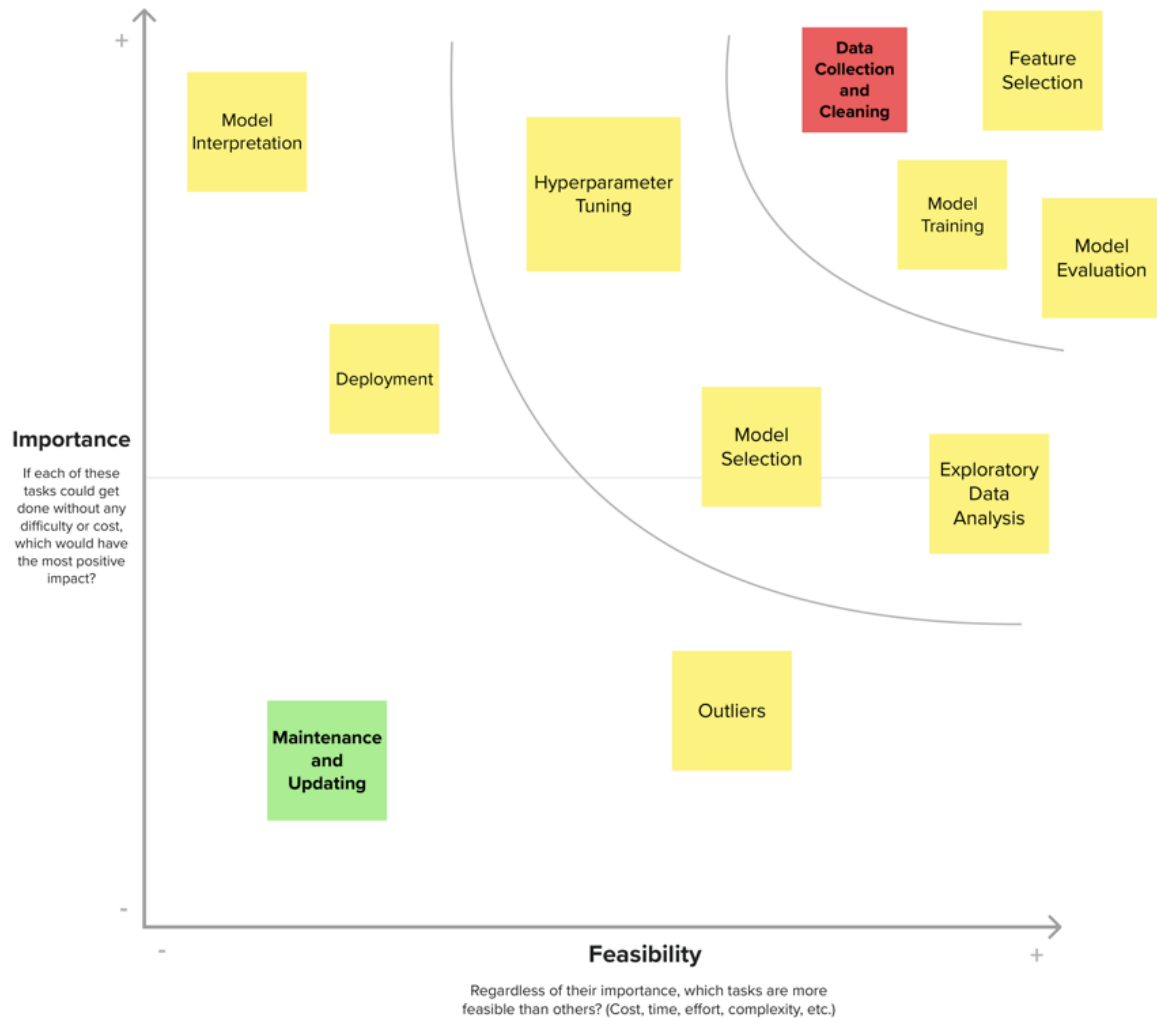 +
Data
Collection
and
Cleaning
Feature
Selection
Model
Interpretation
Hyperparameter
Tuning
Model
Training
Model
Evaluation
Deployment
Importance
If each of these
tasks could get
done without any
difficulty or cost,
which would have
the most positive
impact?
Model
Selection
Exploratory
Data
Analysis
Outliers
Maintenance
and
Updating
-
-
Feasibility
+
Regardless of their importance, which tasks are more
feasible than others? (Cost, time, effort, complexity, etc.)